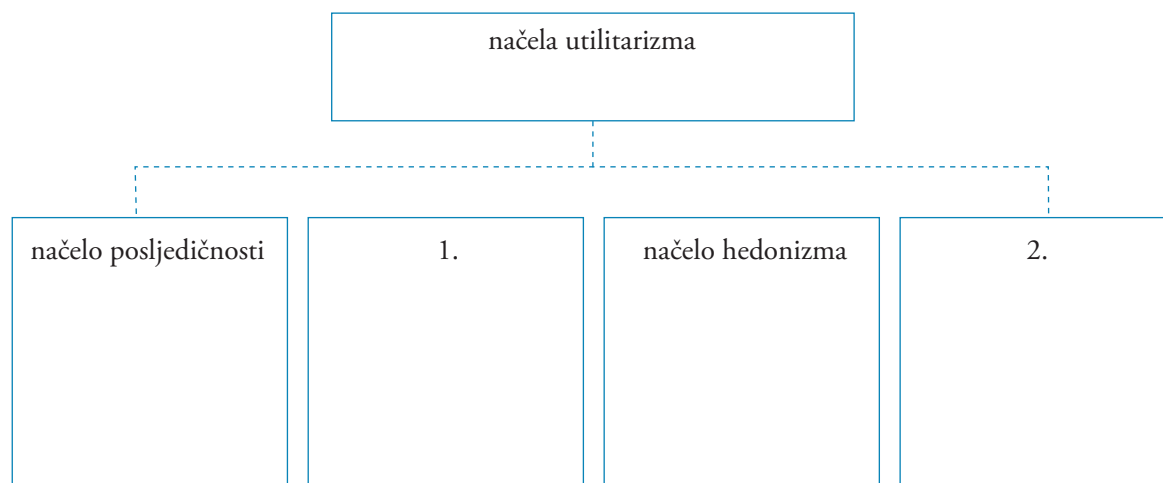 načela utilitarizma
načelo posljedičnosti
1.
načelo hedonizma
2.